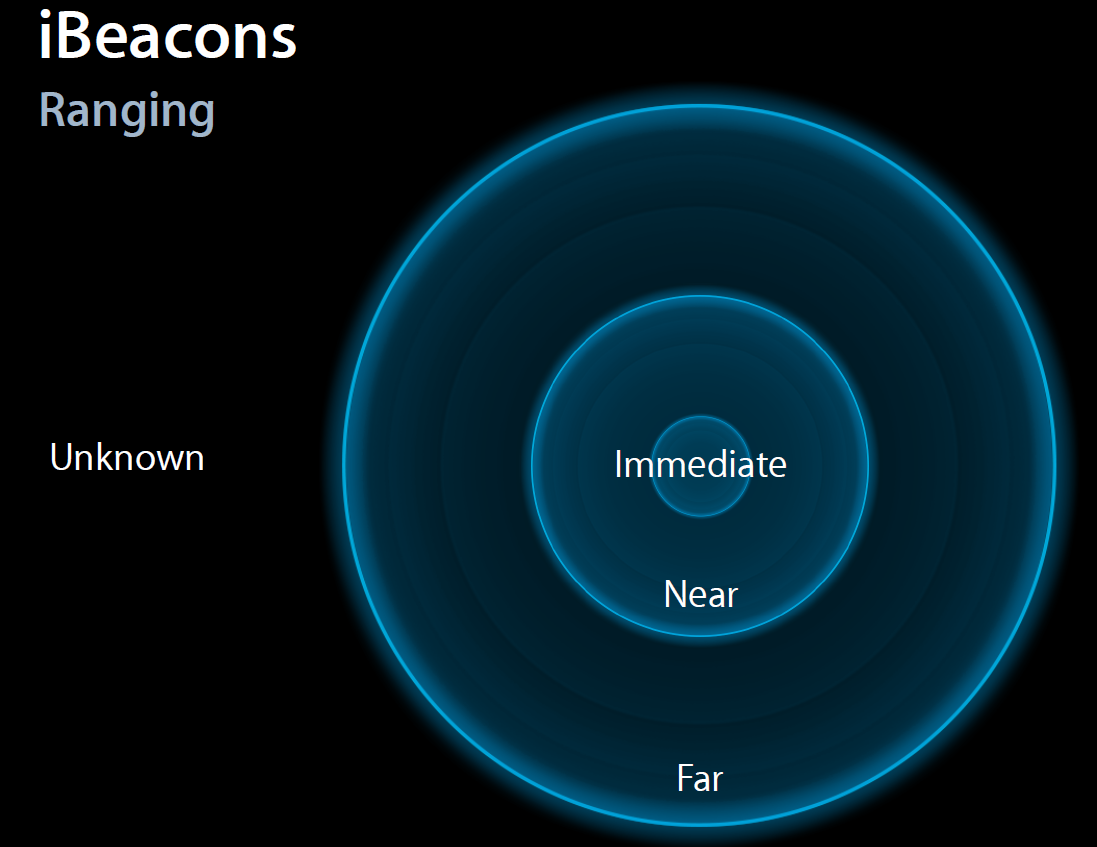 iBeacons
Ranging
Unknown
Immediate
Near
Far